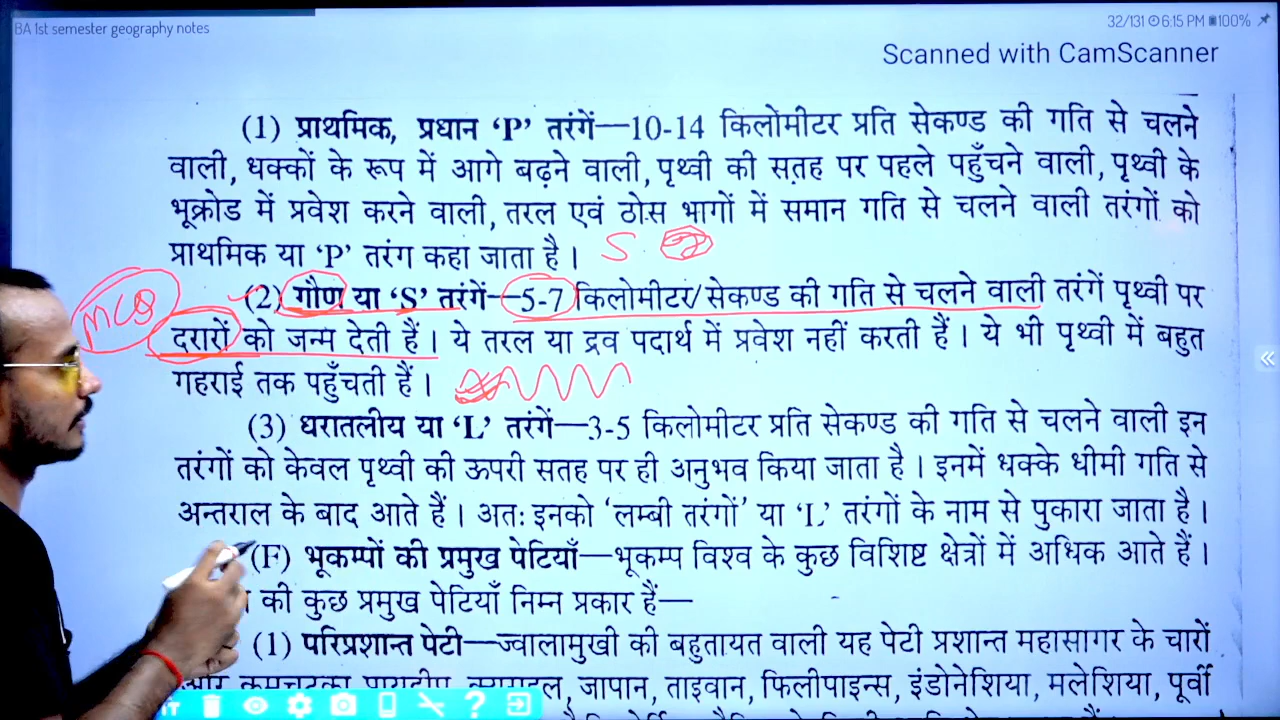 BA 1st semester geography notes
32/131 6:15 PM 100%
Scanned with CamScanner
(1) प्राथमिक, प्रधान ‘P’ तरंगें—10-14 किलोमीटर प्रति सेकण्ड की गति से चलने
वाली, धक्कों के रूप में आगे बढ़ने वाली, पृथ्वी की सतह पर पहले पहुँचने वाली, पृथ्वी के
भूक्रोड में प्रवेश करने वाली, तरल एवं ठोस भागों में समान गति से चलने वाली तरंगों को
प्राथमिक या ‘P’ तरंग कहा जाता है। S
MCQ
(2) गौण या ‘S’ तरंगें—5-7 किलोमीटर/सेकण्ड की गति से चलने वाली तरंगें पृथ्वी पर
दरारों को जन्म देती हैं। ये तरल या द्रव पदार्थ में प्रवेश नहीं करती हैं। ये भी पृथ्वी में बहुत
गहराई तक पहुँचती हैं।
(3) धरातलीय या ‘L’ तरंगें—3-5 किलोमीटर प्रति सेकण्ड की गति से चलने वाली इन
तरंगों को केवल पृथ्वी की ऊपरी सतह पर ही अनुभव किया जाता है। इनमें धक्के धीमी गति से
अन्तराल के बाद आते हैं। अतः इनको ‘लम्बी तरंगों’ या ‘L’ तरंगों के नाम से पुकारा जाता है।
(F) भूकम्पों की प्रमुख पेटियाँ—भूकम्प विश्व के कुछ विशिष्ट क्षेत्रों में अधिक आते हैं।
की कुछ प्रमुख पेटियाँ निम्न प्रकार हैं—
(1) परिप्रशान्त पेटी—ज्वालामुखी की बहुतायत वाली यह पेटी प्रशान्त महासागर के चारों
जापान, ताइवान, फिलीपाइन्स, इंडोनेशिया, मलेशिया, पूर्वी